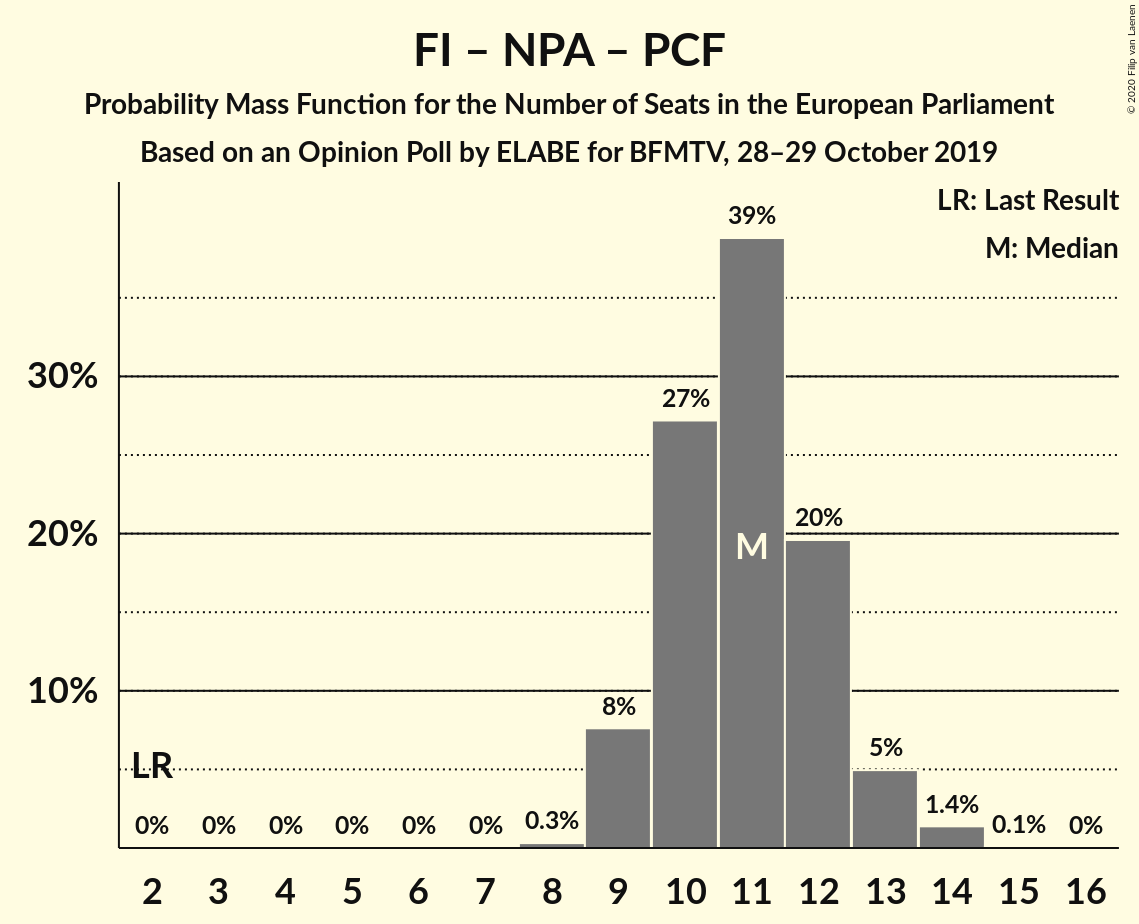 FI – NPA – PCF
Probability Mass Function for the Number of Seats in the European Parliament
Based on an Opinion Poll by ELABE for BFMTV, 28–29 October 2019
© 2020 Filip van Laenen
LR: Last Result
M: Median
39%
30%
27%
20%
20%
M
10%
8%
5%
LR
1.4%
0% 0% 0% 0% 0% 0% 0.3% 0.1% 0%
2 3 4 5 6 7 8 9 10 11 12 13 14 15 16